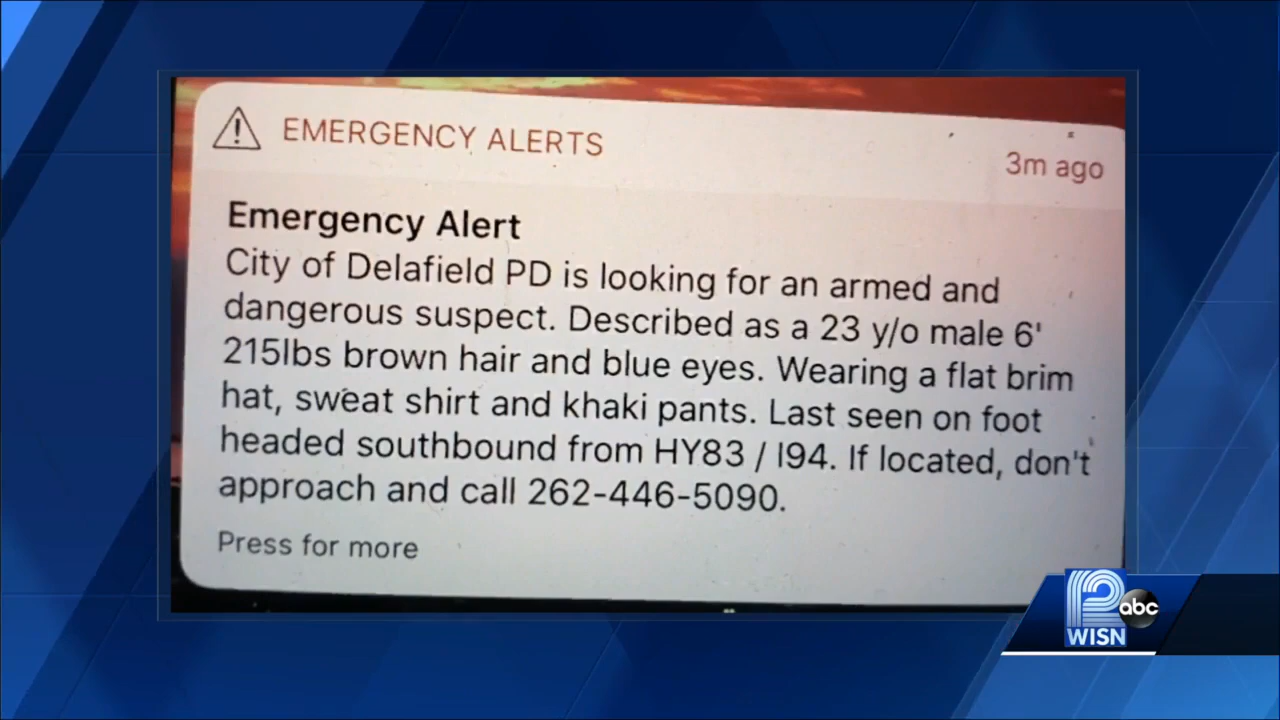 EMERGENCY ALERTS
3m ago
Emergency Alert
City of Delafield PD is looking for an armed and
dangerous suspect. Described as a 23 y/o male 6'
215lbs brown hair and blue eyes. Wearing a flat brim
hat, sweat shirt and khaki pants. Last seen on foot
headed southbound from HY83 / I94. If located, don't
approach and call 262-446-5090.
Press for more
12
abc
WISN